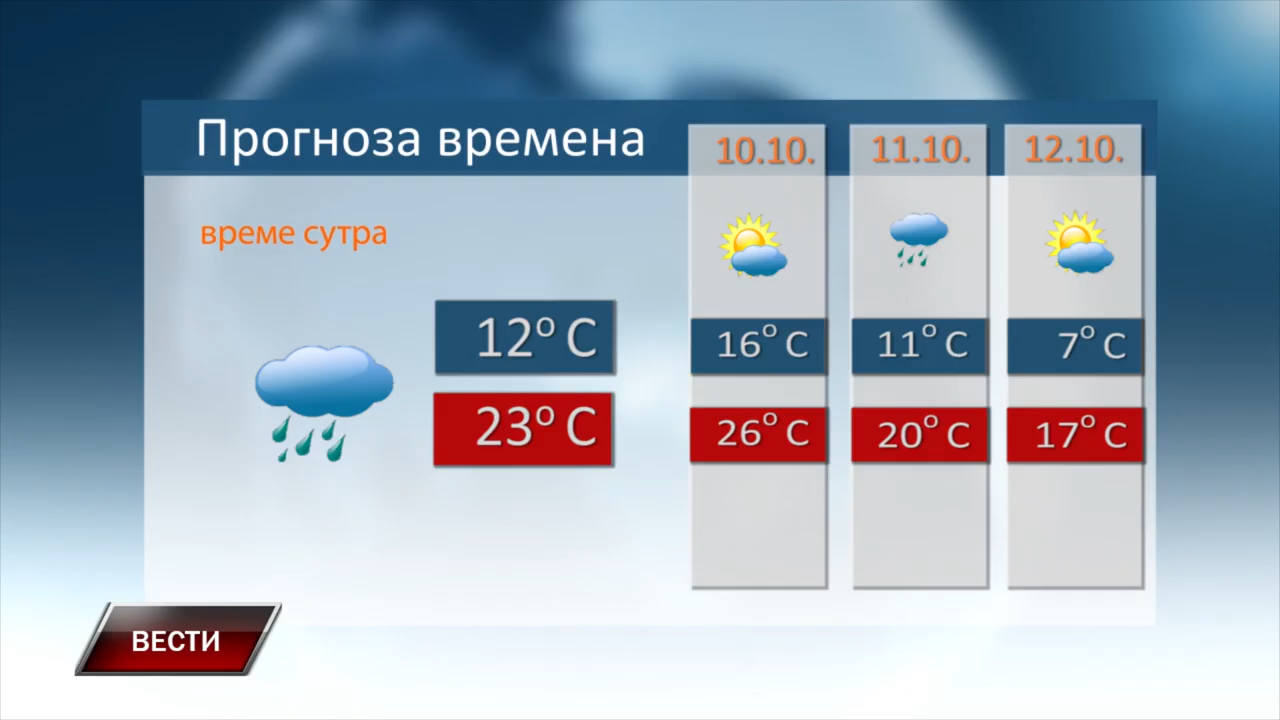 Прогноза времена
време сутра
12° C
23° C
10.10.
16° C
26° C
11.10.
11° C
20° C
12.10.
7° C
17° C
ВЕСТИ